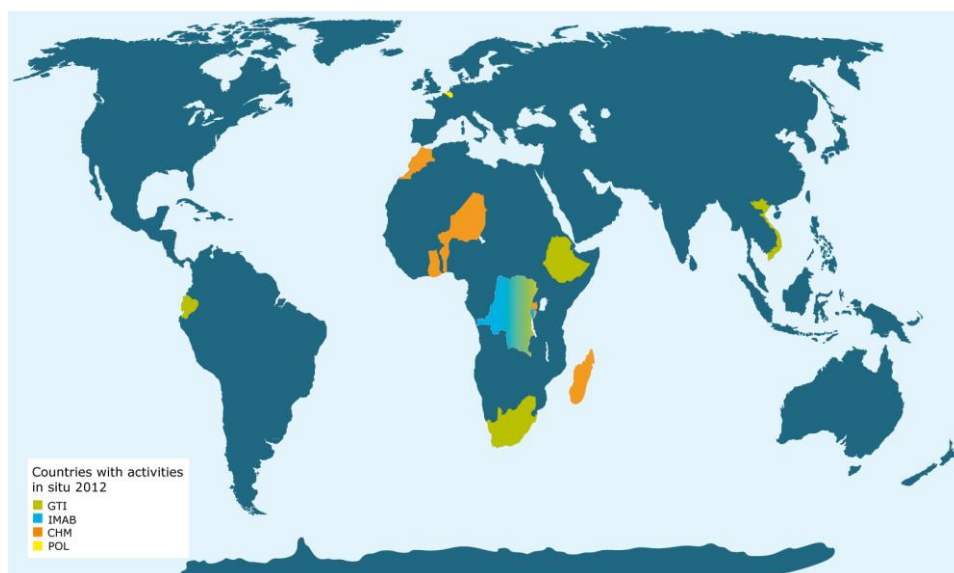 Countries with activities
in situ 2012
GTI
IMAB
CHM
POL